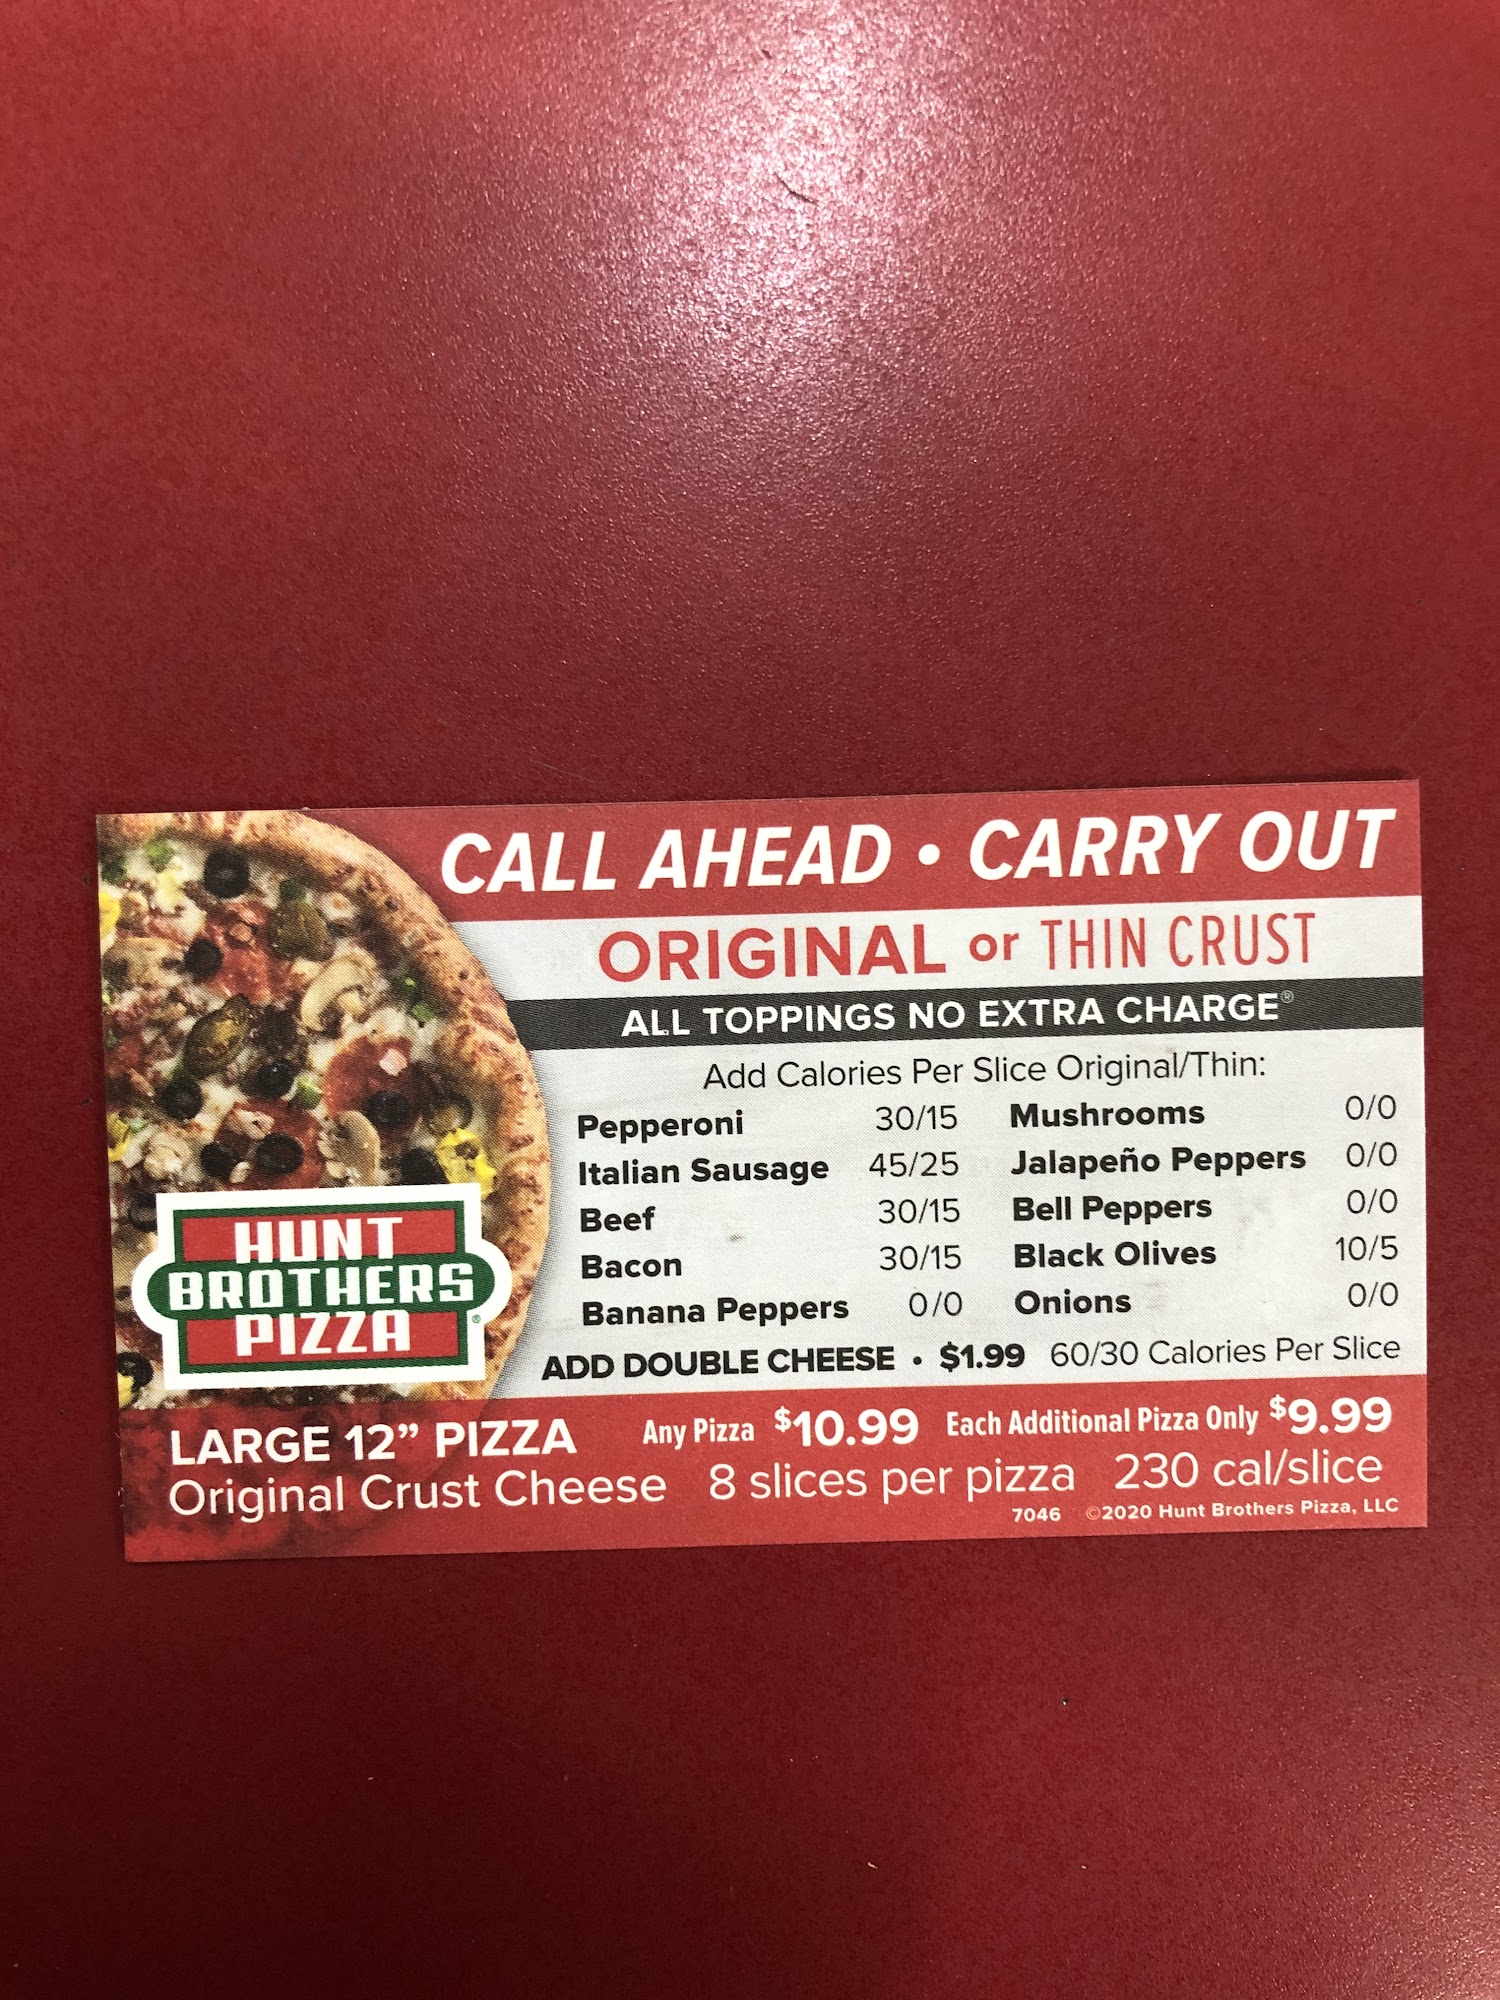 CALL AHEAD • CARRY OUT
ORIGINAL or THIN CRUST
ALL TOPPINGS NO EXTRA CHARGE®
Add Calories Per Slice Original/Thin:
Pepperoni 30/15 Mushrooms 0/0
Italian Sausage 45/25 Jalapeño Peppers 0/0
Beef 30/15 Bell Peppers 0/0
Bacon 30/15 Black Olives 10/5
Banana Peppers 0/0 Onions 0/0
ADD DOUBLE CHEESE • $1.99 60/30 Calories Per Slice
HUNT
BROTHERS
PIZZA®
LARGE 12” PIZZA Any Pizza $10.99 Each Additional Pizza Only $9.99
Original Crust Cheese 8 slices per pizza 230 cal/slice
7046 ©2020 Hunt Brothers Pizza, LLC